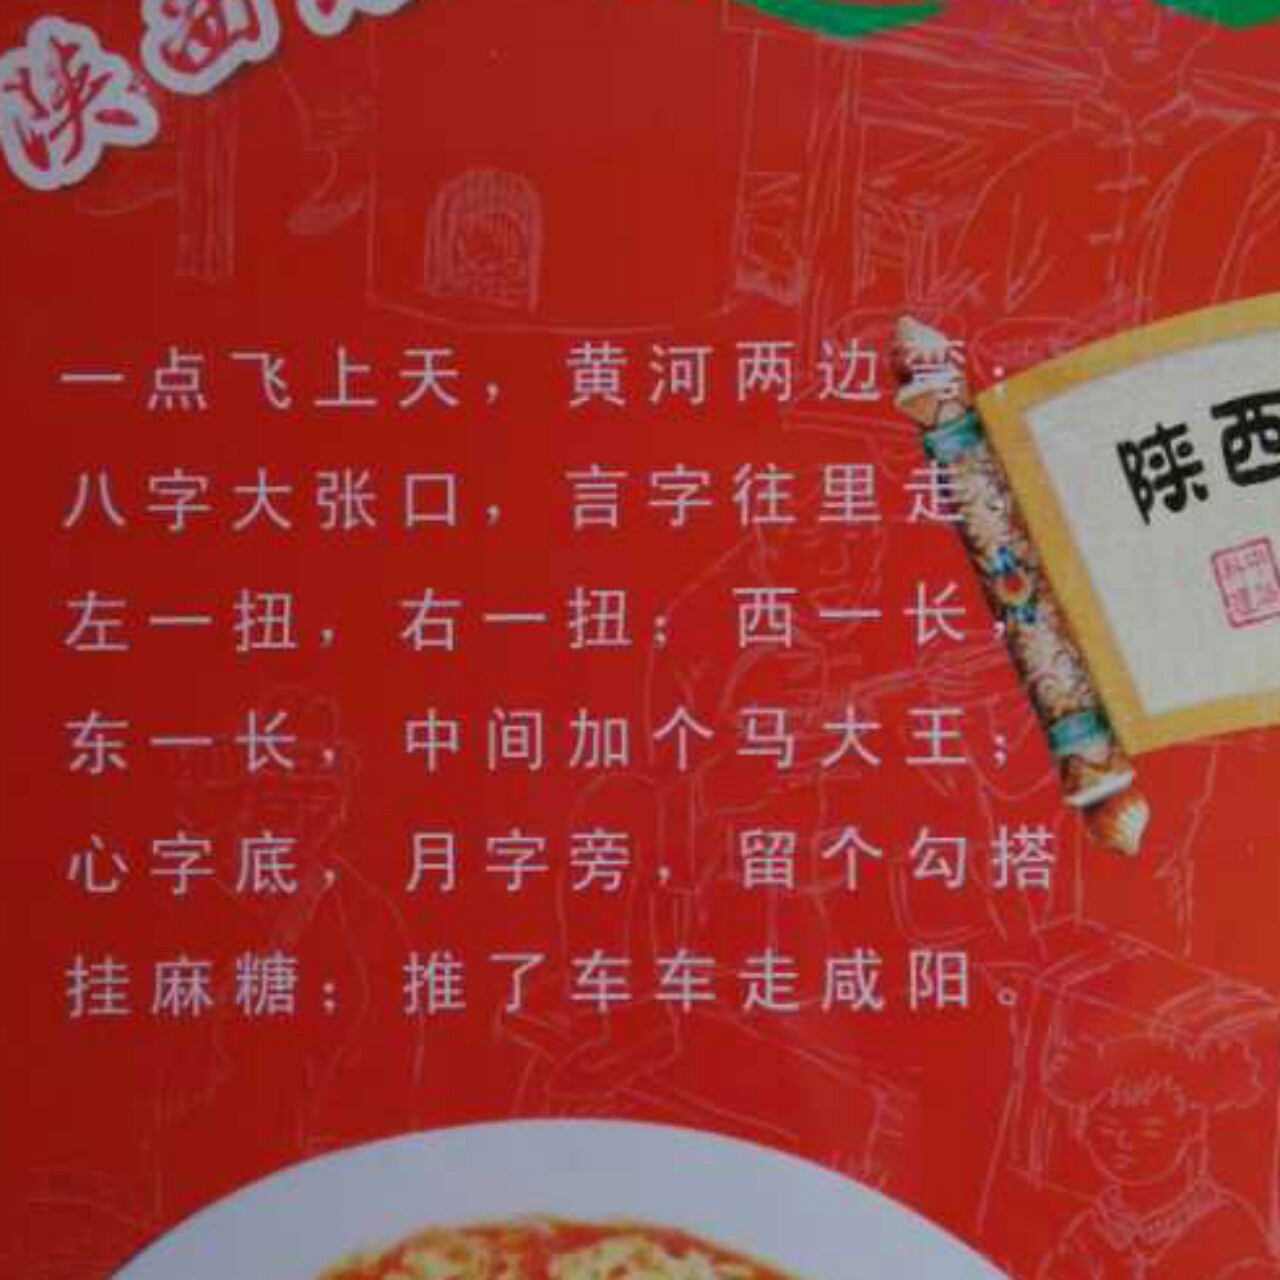 陕西
一点飞上天，黄河两边弯；
八字大张口，言字往里走
左一扭，右一扭；西一长，
东一长，中间加个马大王；
心字底，月字旁，留个勾搭
挂麻糖；推了车车走咸阳。
陕西